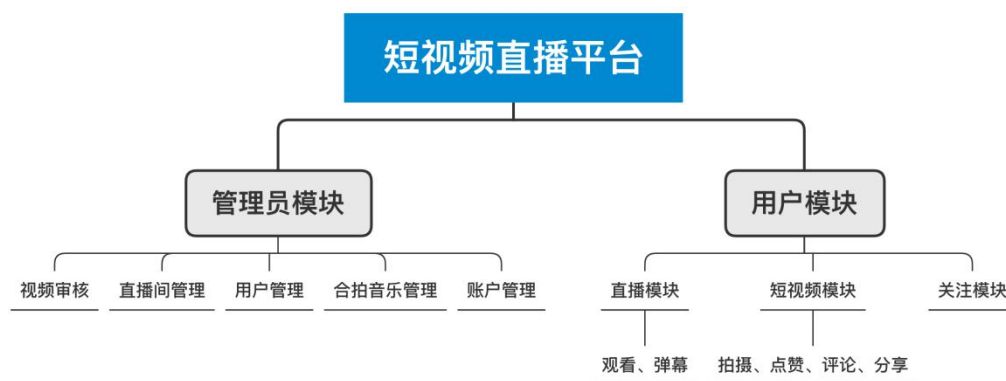 短视频直播平台
管理员模块
用户模块
视频审核
直播间管理
用户管理
合拍音乐管理
账户管理
直播模块
短视频模块
关注模块
观看、弹幕
拍摄、点赞、评论、分享